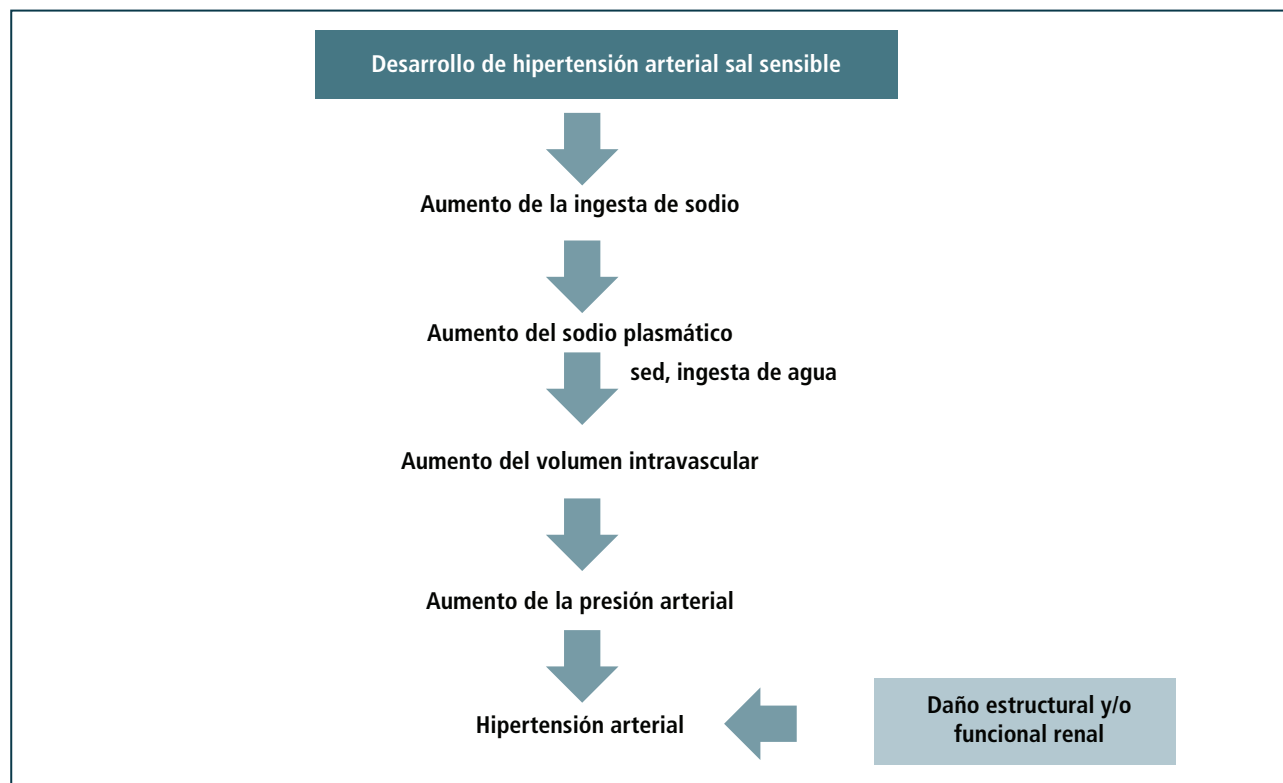 Desarrollo de hipertensión arterial sal sensible
Aumento de la ingesta de sodio
Aumento del sodio plasmático
sed, ingesta de agua
Aumento del volumen intravascular
Aumento de la presión arterial
Hipertensión arterial
Daño estructural y/o
funcional renal